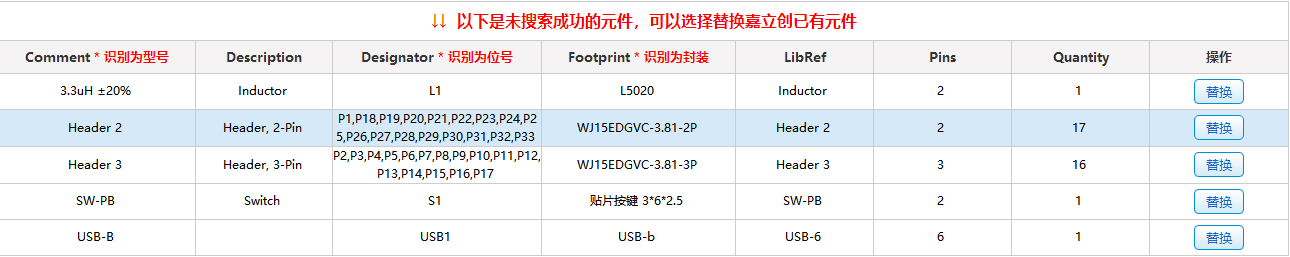 ↓↓ 以下是未搜索成功的元件，可以选择替换嘉立创已有元件
Comment * 识别为型号 Description Designator * 识别为位号 Footprint * 识别为封装 LibRef Pins Quantity 操作
3.3uH ±20% Inductor L1 L5020 Inductor 2 1 替换
Header 2 Header, 2-Pin P1,P18,P19,P20,P21,P22,P23,P24,P2
5,P26,P27,P28,P29,P30,P31,P32,P33 WJ15EDGVC-3.81-2P Header 2 2 17 替换
Header 3 Header, 3-Pin P2,P3,P4,P5,P6,P7,P8,P9,P10,P11,P12,
P13,P14,P15,P16,P17 WJ15EDGVC-3.81-3P Header 3 3 16 替换
SW-PB Switch S1 贴片按键 3*6*2.5 SW-PB 2 1 替换
USB-B USB1 USB-b USB-6 6 1 替换